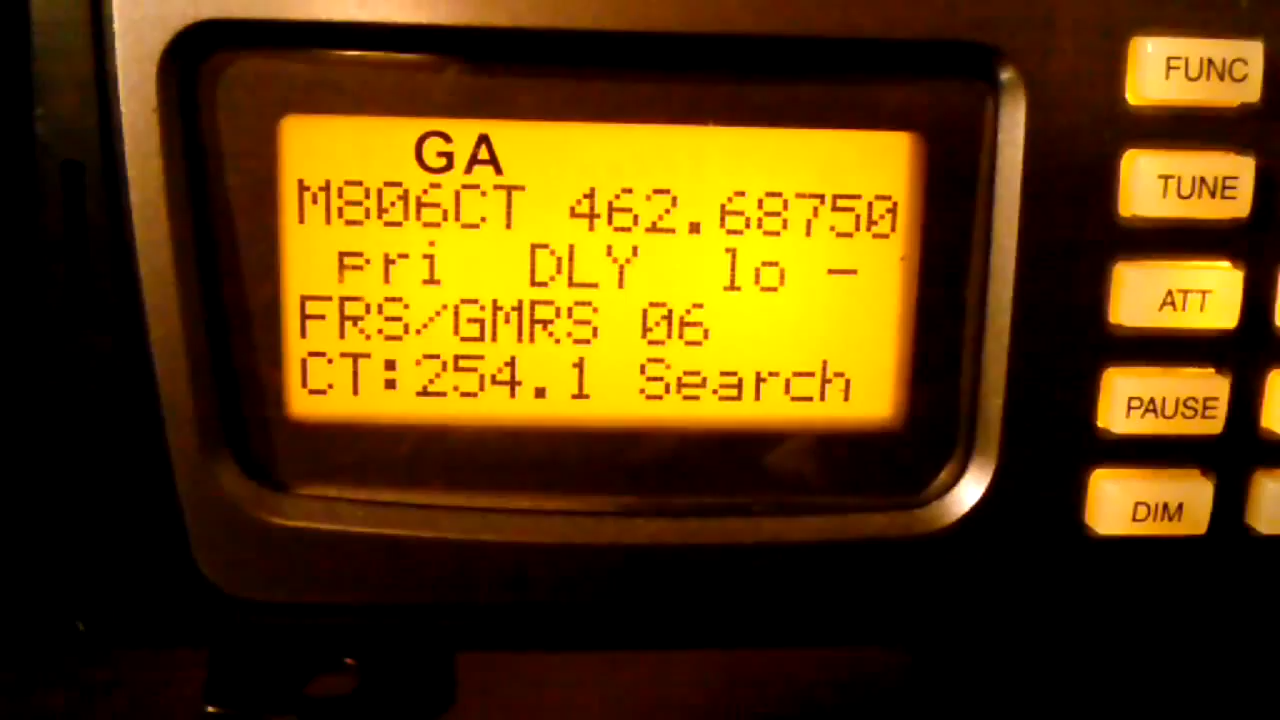 GA
M806CT 462.68750
pri DLY lo -
FRS/GMRS 06
CT:254.1 Search
FUNC
TUNE
ATT
PAUSE
DIM